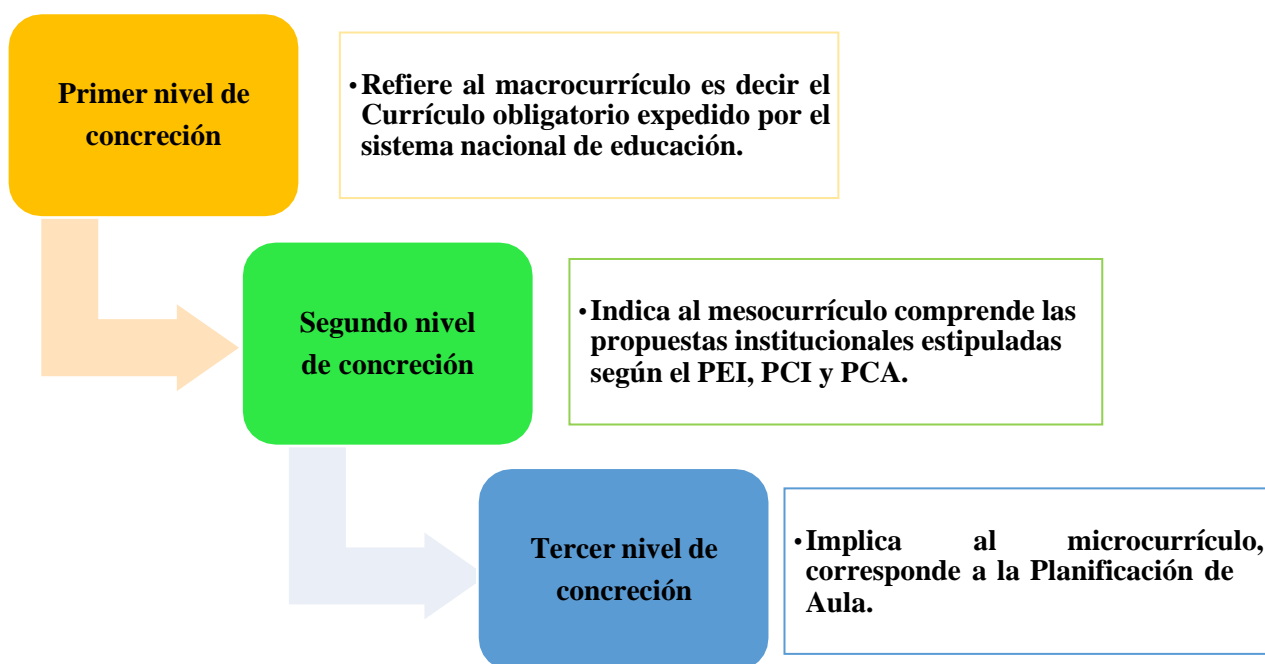 Primer nivel de
concreción
•Refiere al macrocurrículo es decir el
Currículo obligatorio expedido por el
sistema nacional de educación.
Segundo nivel
de concreción
•Indica al mesocurrículo comprende las
propuestas institucionales estipuladas
según el PEI, PCI y PCA.
Tercer nivel de
concreción
•Implica al microcurrículo,
corresponde a la Planificación de
Aula.